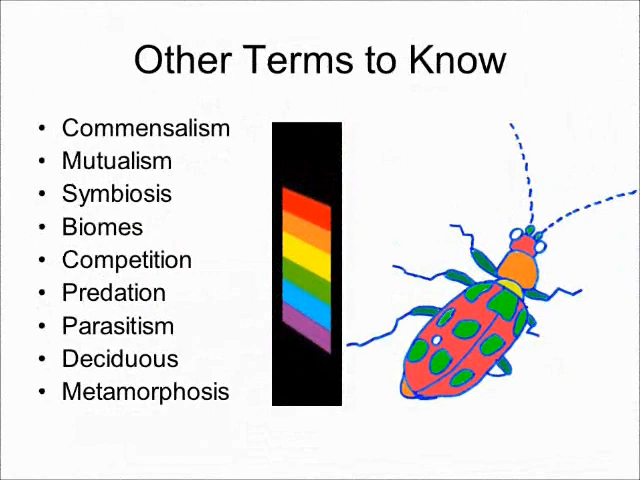 Other Terms to Know
• Commensalism
• Mutualism
• Symbiosis
• Biomes
• Competition
• Predation
• Parasitism
• Deciduous
• Metamorphosis